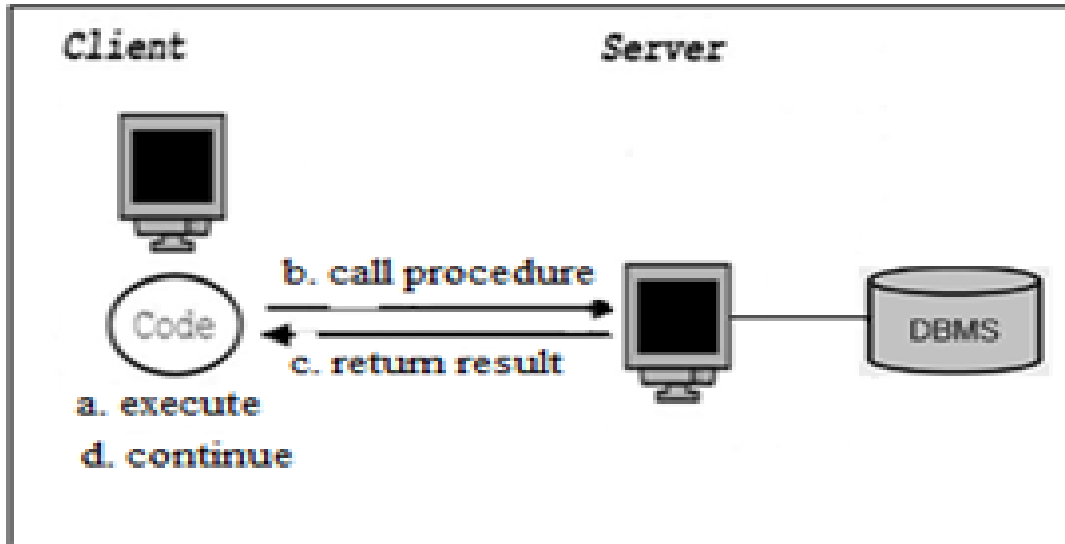 Client
Server
b. call procedure
Code
DBMS
c. return result
a. execute
d. continue